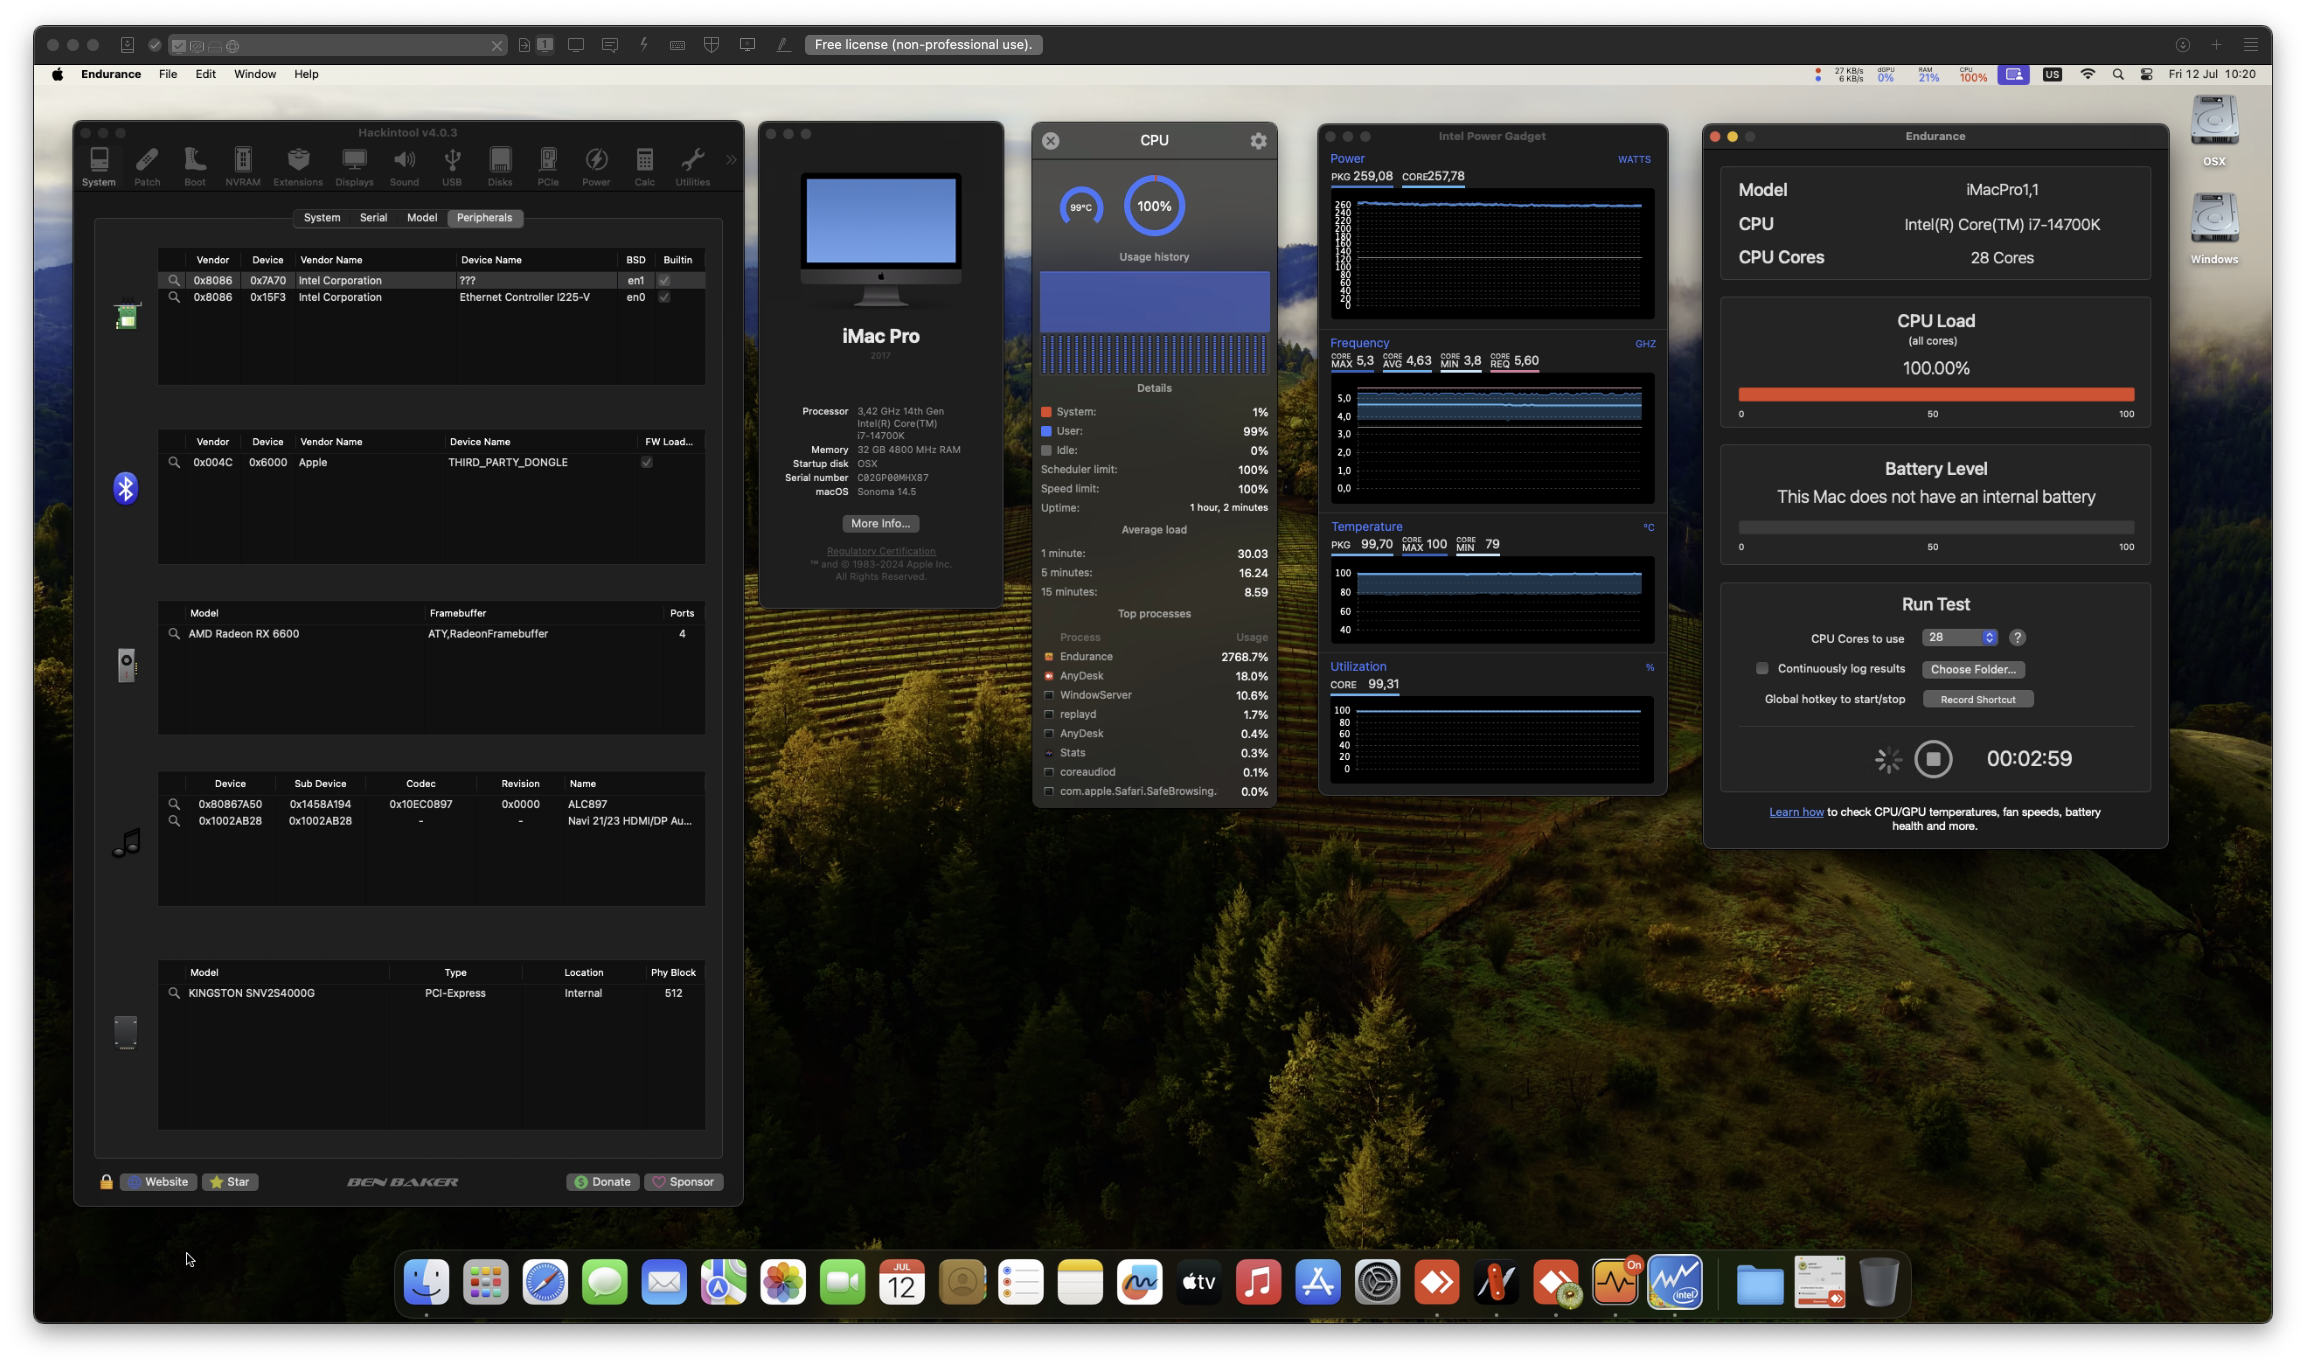 Free license (non-professional use).
Endurance File Edit Window Help
27 KB/s
6 KB/s
dGPU
0%
RAM
21%
CPU
100%
US
Fri 12 Jul 10:20
OSX
Windows
Hackintool v4.0.3
System Patch Boot NVRAM Extensions Displays Sound USB Disks PCIe Power Calc Utilities
System Serial Model Peripherals
Vendor Device Vendor Name Device Name BSD Builtin
0x8086 0x7A70 Intel Corporation ??? en1
0x8086 0x15F3 Intel Corporation Ethernet Controller I225-V en0
Vendor Device Vendor Name Device Name FW Load...
0x004C 0x6000 Apple THIRD_PARTY_DONGLE
Model Framebuffer Ports
AMD Radeon RX 6600 ATY,RadeonFramebuffer 4
Device Sub Device Codec Revision Name
0x80867A50 0x1458A194 0x10EC0897 0x0000 ALC897
0x1002AB28 0x1002AB28 - - Navi 21/23 HDMI/DP Au...
Model Type Location Phy Block
KINGSTON SNV2S4000G PCI-Express Internal 512
Website Star BEN BAKER Donate Sponsor
iMac Pro
2017
Processor 3,42 GHz 14th Gen
Intel(R) Core(TM)
i7-14700K
Memory 32 GB 4800 MHz RAM
Startup disk OSX
Serial number C02GP00MHX87
macOS Sonoma 14.5
More Info...
Regulatory Certification
™ and © 1983-2024 Apple Inc.
All Rights Reserved.
CPU
99°C 100%
Usage history
Details
System: 1%
User: 99%
Idle: 0%
Scheduler limit: 100%
Speed limit: 100%
Uptime: 1 hour, 2 minutes
Average load
1 minute: 30.03
5 minutes: 16.24
15 minutes: 8.59
Top processes
Process Usage
Endurance 2768.7%
AnyDesk 18.0%
WindowServer 10.6%
replayd 1.7%
AnyDesk 0.4%
Stats 0.3%
coreaudiod 0.1%
com.apple.Safari.SafeBrowsing. 0.0%
Intel Power Gadget
Power WATTS
PKG 259,08 CORE257,78
260
240
220
200
180
160
140
120
100
80
60
40
20
0
Frequency GHZ
CORE MAX 5,3 CORE AVG 4,63 CORE MIN 3,8 CORE REQ 5,60
5,0
4,0
3,0
2,0
1,0
0,0
Temperature °C
PKG 99,70 CORE MAX 100 CORE MIN 79
100
80
60
40
Utilization %
CORE 99,31
100
80
60
40
20
0
Endurance
Model iMacPro1,1
CPU Intel(R) Core(TM) i7-14700K
CPU Cores 28 Cores
CPU Load
(all cores)
100.00%
0 50 100
Battery Level
This Mac does not have an internal battery
0 50 100
Run Test
CPU Cores to use 28 ?
Continuously log results Choose Folder...
Global hotkey to start/stop Record Shortcut
00:02:59
Learn how to check CPU/GPU temperatures, fan speeds, battery
health and more.
JUL
12
tv
On
intel